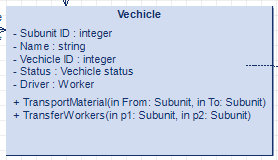 Vechicle
- Subunit ID : integer
- Name : string
- Vechicle ID : integer
- Status : Vechicle status
- Driver : Worker
+ TransportMaterial(in From: Subunit, in To: Subunit)
+ TransferWorkers(in p1: Subunit, in p2: Subunit)